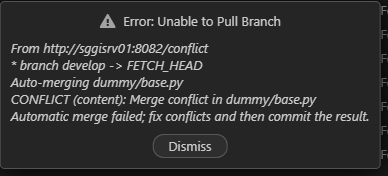 Error: Unable to Pull Branch
From http://sggisrv01:8082/conflict
* branch develop -> FETCH_HEAD
Auto-merging dummy/base.py
CONFLICT (content): Merge conflict in dummy/base.py
Automatic merge failed; fix conflicts and then commit the result.
Dismiss